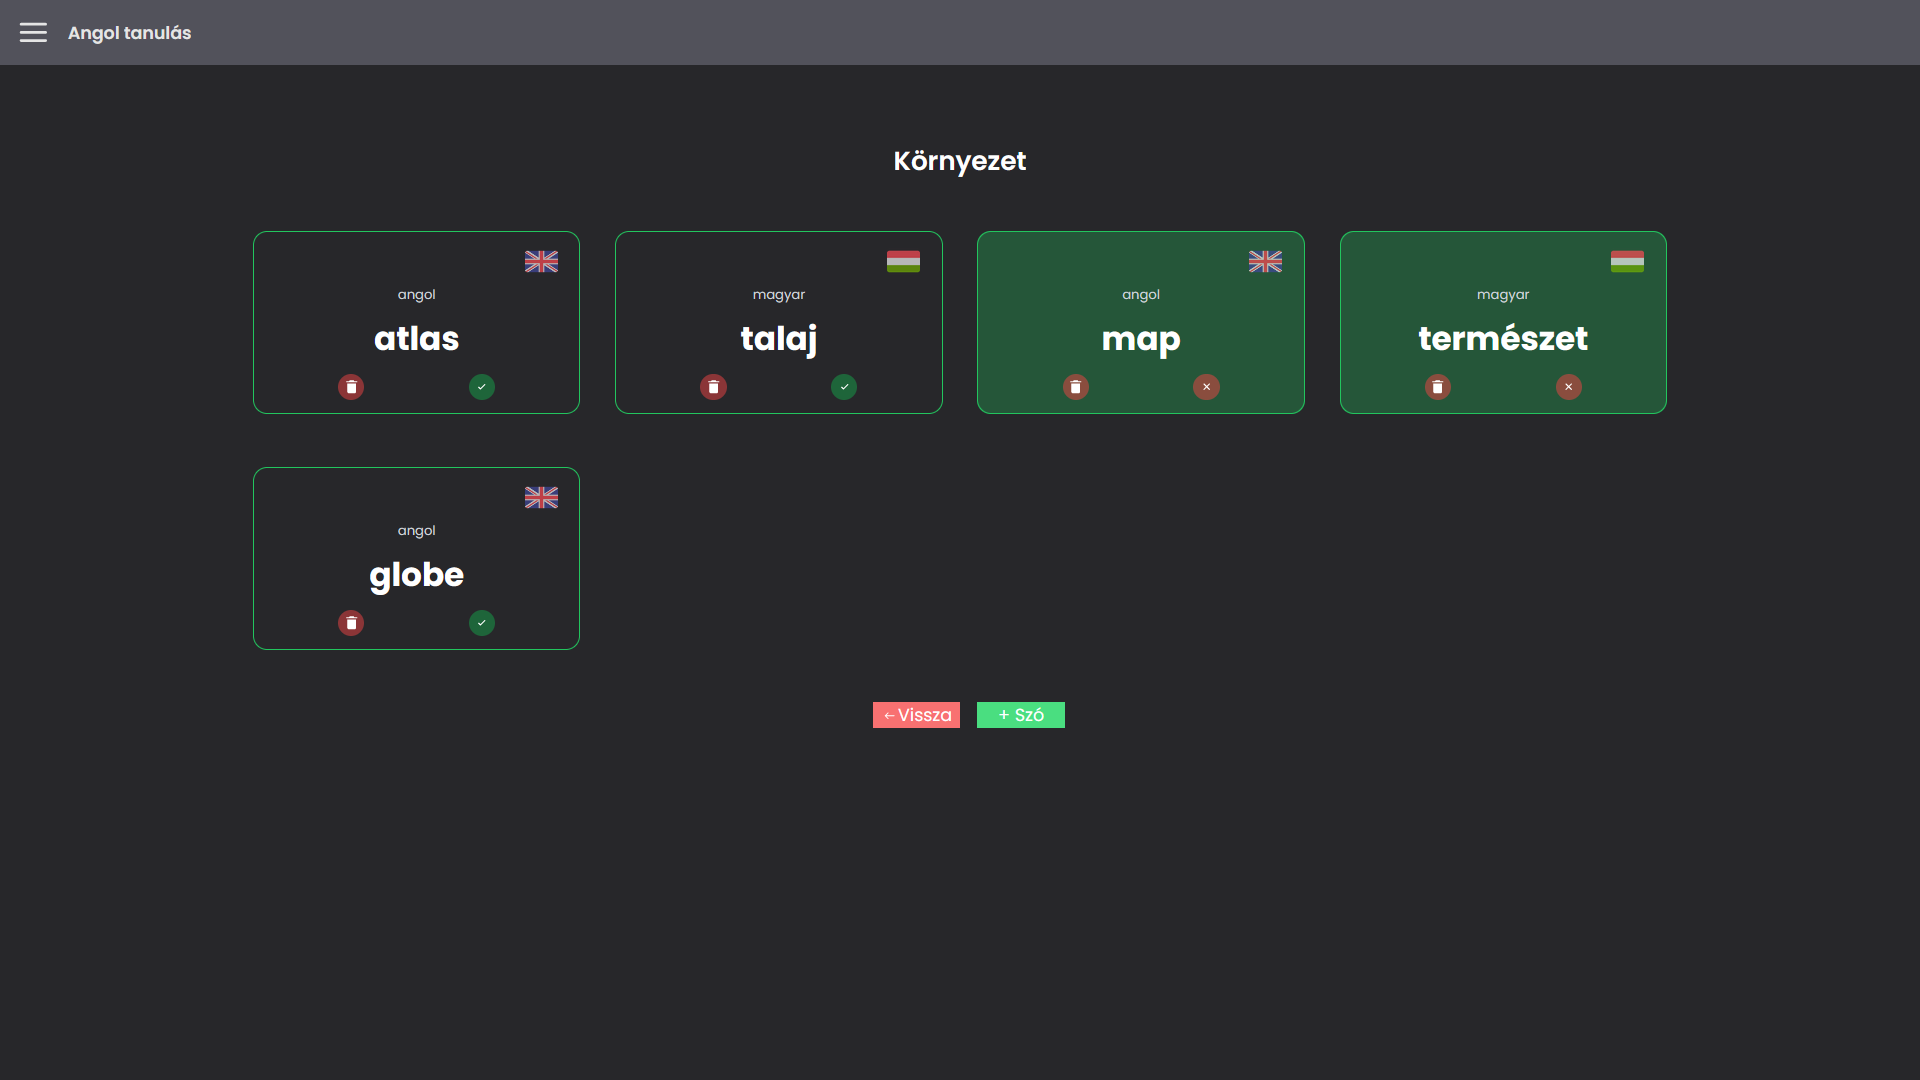 Angol tanulás
Környezet
angol
atlas
magyar
talaj
angol
map
magyar
természet
angol
globe
← Vissza
+ Szó